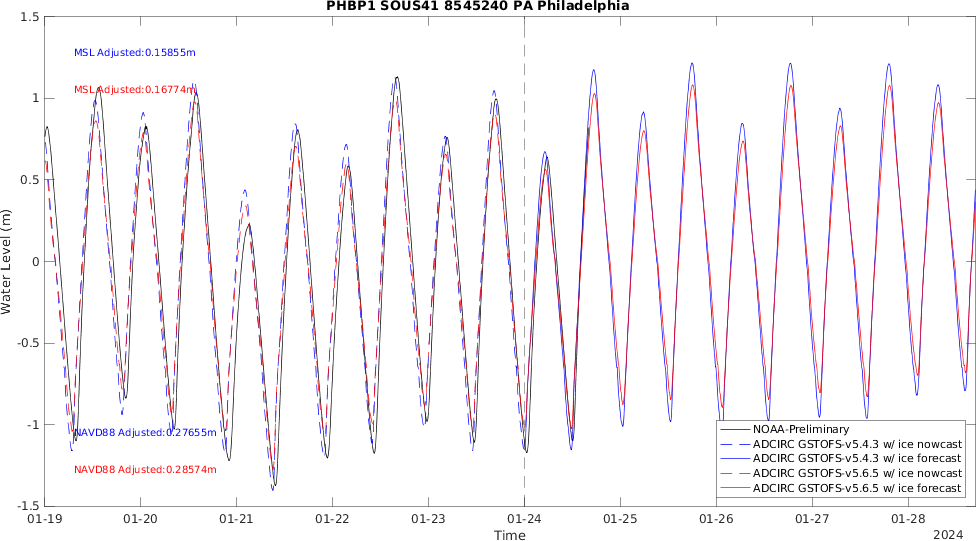 PHBP1 SOUS41 8545240 PA Philadelphia
1.5
MSL Adjusted:0.15855m
1
MSL Adjusted:0.16774m
0.5
0
Water Level (m)
-0.5
-1
NAVD88 Adjusted:0.27655m
NAVD88 Adjusted:0.28574m
-1.5
NOAA-Preliminary
ADCIRC GSTOFS-v5.4.3 w/ ice nowcast
ADCIRC GSTOFS-v5.4.3 w/ ice forecast
ADCIRC GSTOFS-v5.6.5 w/ ice nowcast
ADCIRC GSTOFS-v5.6.5 w/ ice forecast
01-19 01-20 01-21 01-22 01-23 01-24 01-25 01-26 01-27 01-28
Time
2024